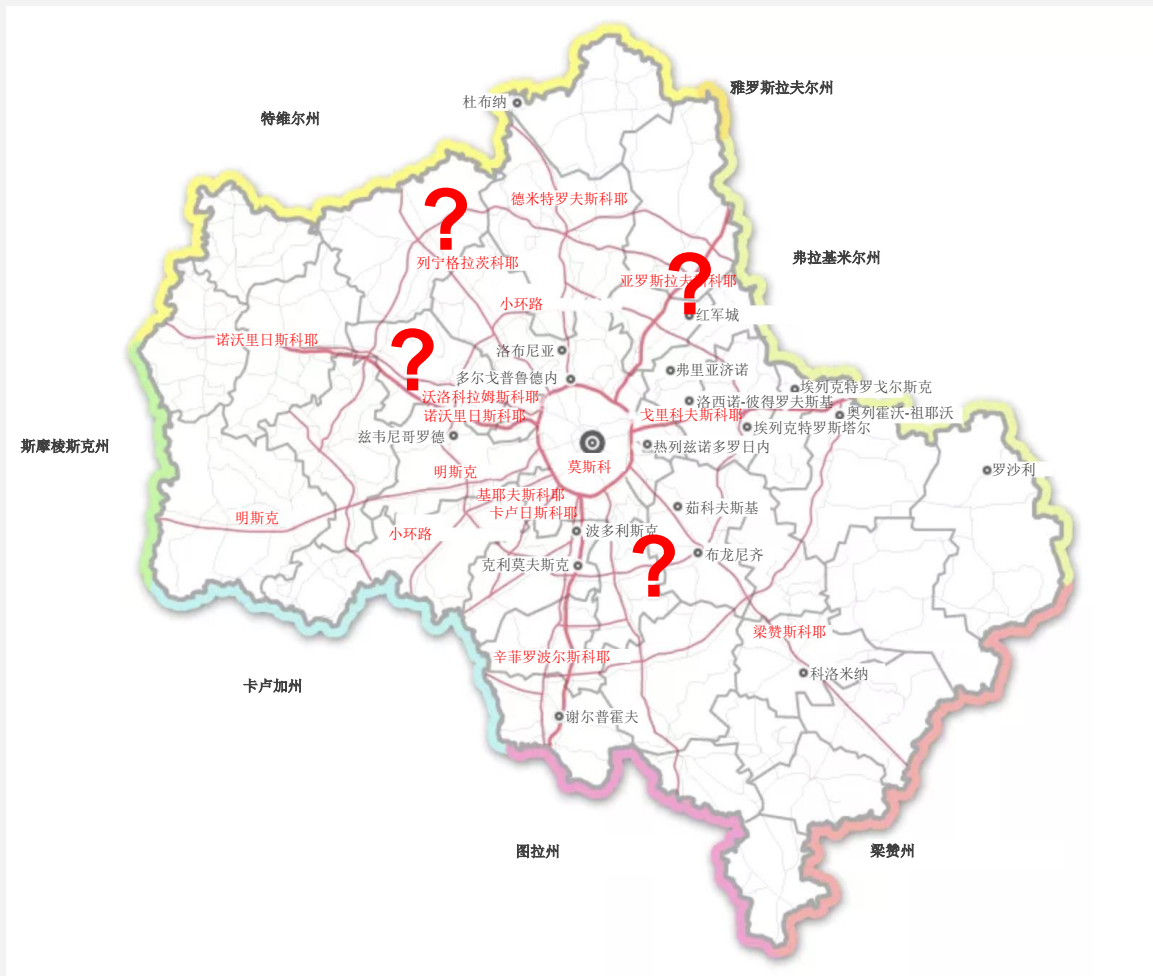 雅罗斯拉夫尔州
杜布纳
特维尔州
德米特罗夫斯科耶
?
弗拉基米尔州
列宁格拉茨科耶
?
亚罗斯拉夫斯科耶
小环路
红军城
诺沃里日斯科耶
?
洛布尼亚
弗里亚济诺
多尔戈普鲁德内
埃列克特罗戈尔斯克
沃洛科拉姆斯科耶
洛西诺-彼得罗夫斯基
诺沃里日斯科耶
戈里科夫斯科耶
奥列霍沃-祖耶沃
埃列克特罗斯塔尔
兹韦尼哥罗德
斯摩棱斯克州
热列兹诺多罗日内
莫斯科
明斯克
罗沙利
基耶夫斯科耶
茹科夫斯基
卡卢日斯科耶
明斯克
小环路
波多利斯克
?
布龙尼齐
克利莫夫斯克
梁赞斯科耶
辛菲罗波尔斯科耶
科洛米纳
卡卢加州
谢尔普霍夫
图拉州
梁赞州